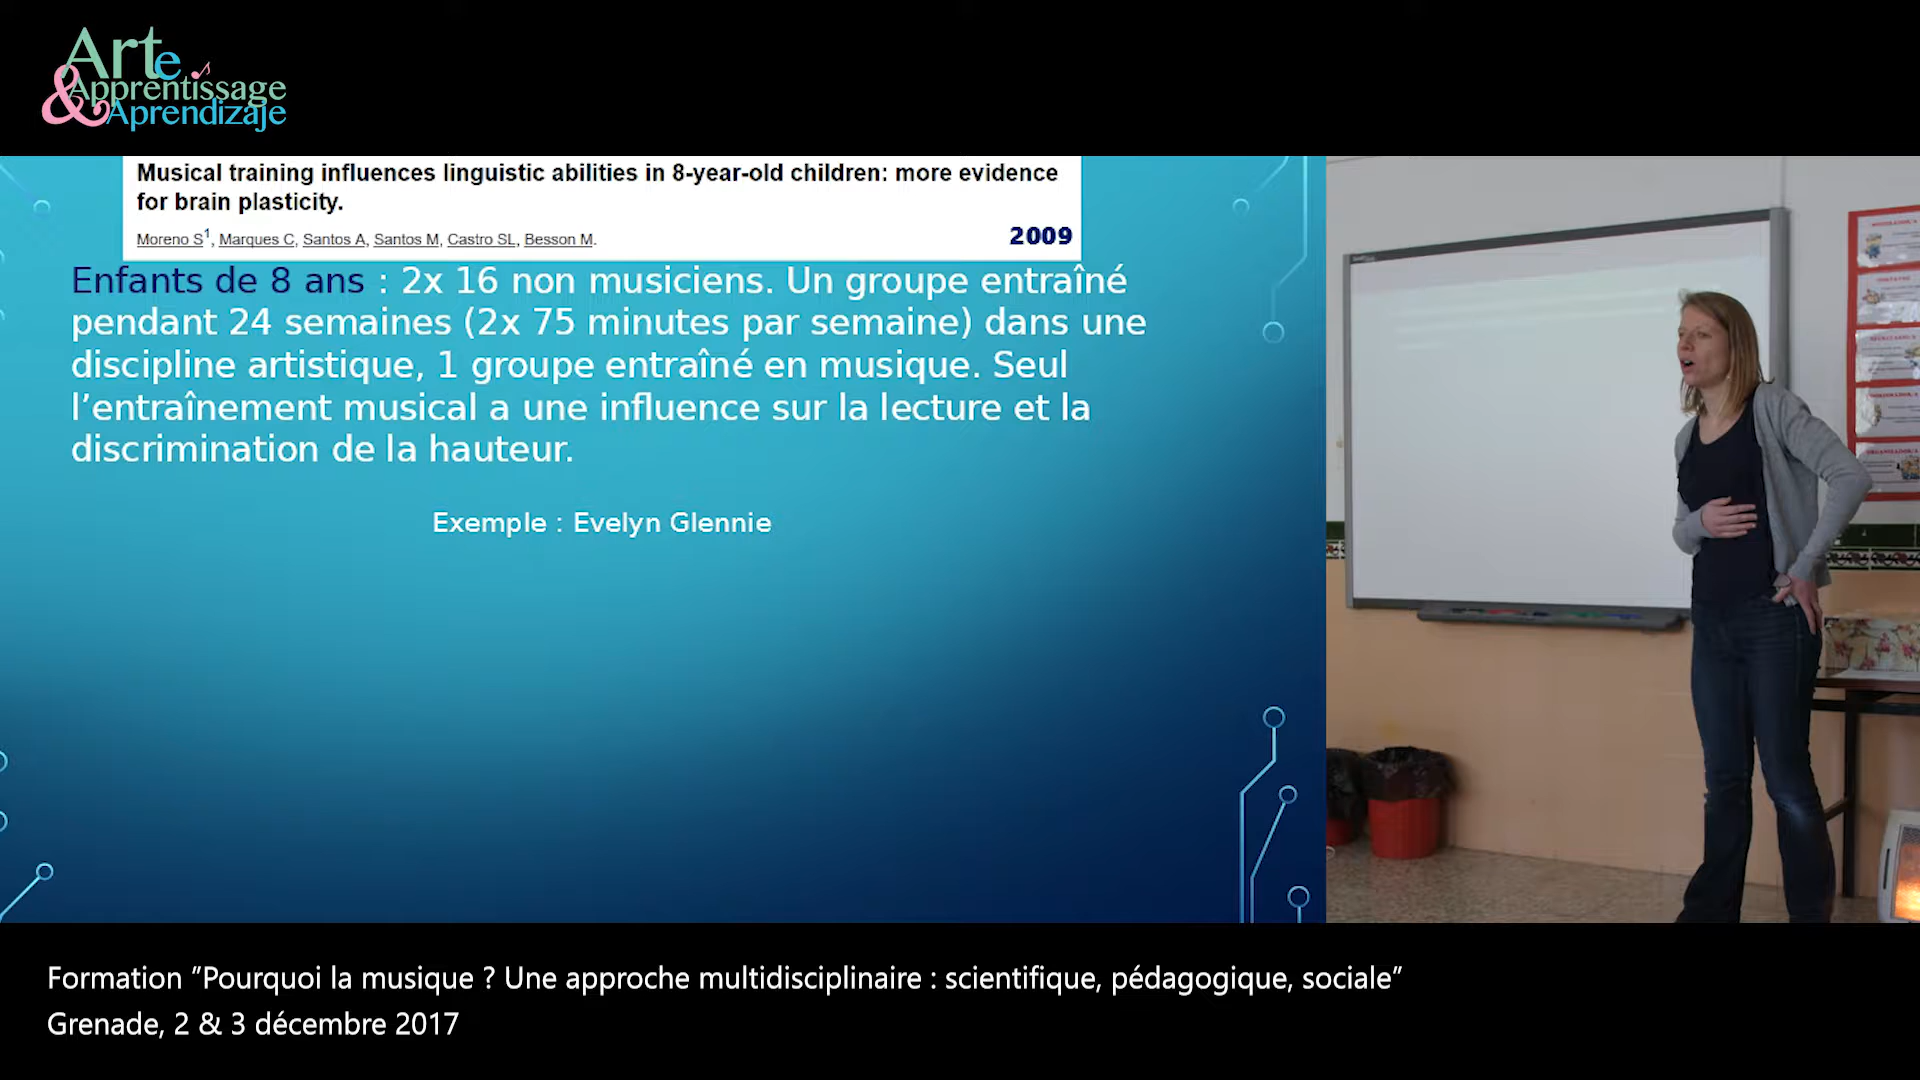 Arte
&Apprentissage
Aprendizaje
Musical training influences linguistic abilities in 8-year-old children: more evidence
for brain plasticity.
Moreno S1, Marques C, Santos A, Santos M, Castro SL, Besson M.
2009
Enfants de 8 ans : 2x 16 non musiciens. Un groupe entraîné
pendant 24 semaines (2x 75 minutes par semaine) dans une
discipline artistique, 1 groupe entraîné en musique. Seul
l’entraînement musical a une influence sur la lecture et la
discrimination de la hauteur.
Exemple : Evelyn Glennie
Formation ”Pourquoi la musique ? Une approche multidisciplinaire : scientifique, pédagogique, sociale”
Grenade, 2 & 3 décembre 2017